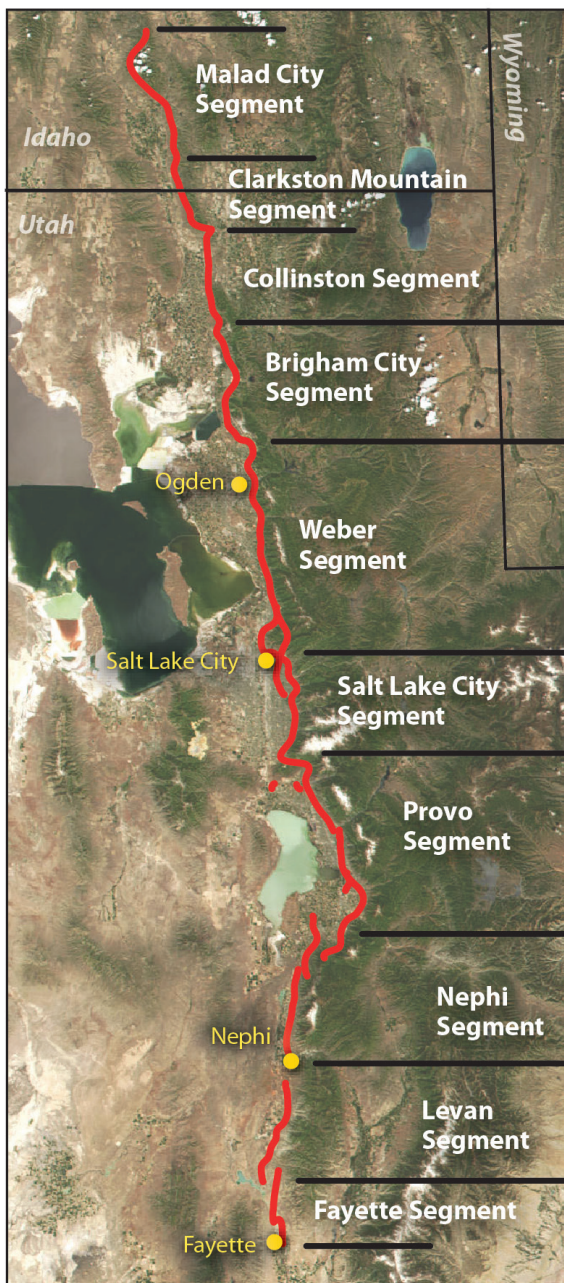 Wyoming
Malad City
Segment
Idaho
Clarkston Mountain
Segment
Utah
Collinston Segment
Brigham City
Segment
Ogden
Weber
Segment
Salt Lake City
Salt Lake City
Segment
Provo
Segment
Nephi
Segment
Nephi
Levan
Segment
Fayette Segment
Fayette